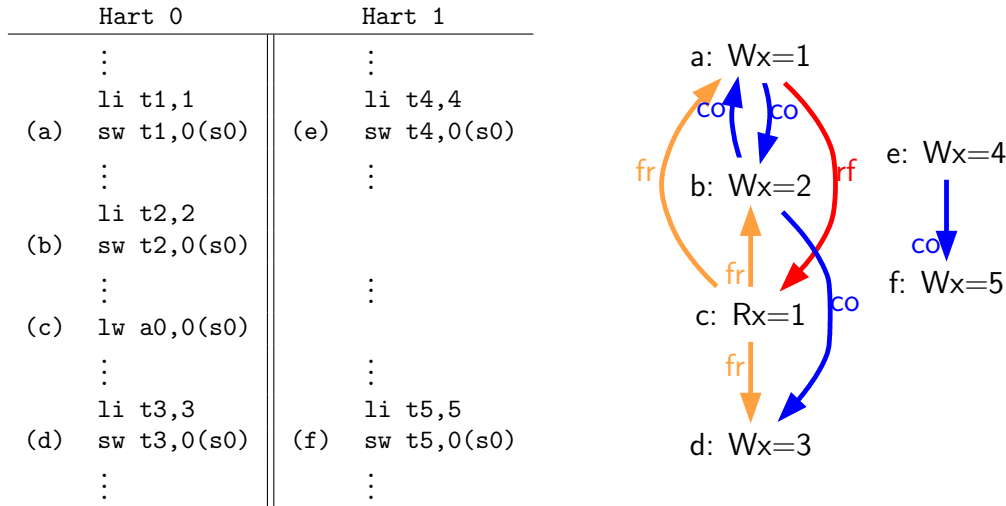 Hart 0 Hart 1
⋮ ⋮
li t1,1 li t4,4
(a) sw t1,0(s0) (e) sw t4,0(s0)
⋮ ⋮
li t2,2
(b) sw t2,0(s0)
⋮ ⋮
(c) lw a0,0(s0)
⋮ ⋮
li t3,3 li t5,5
(d) sw t3,0(s0) (f) sw t5,0(s0)
⋮ ⋮
a: Wx=1
co co
fr rf
e: Wx=4
b: Wx=2
co
fr
f: Wx=5
c: Rx=1
co
fr
d: Wx=3